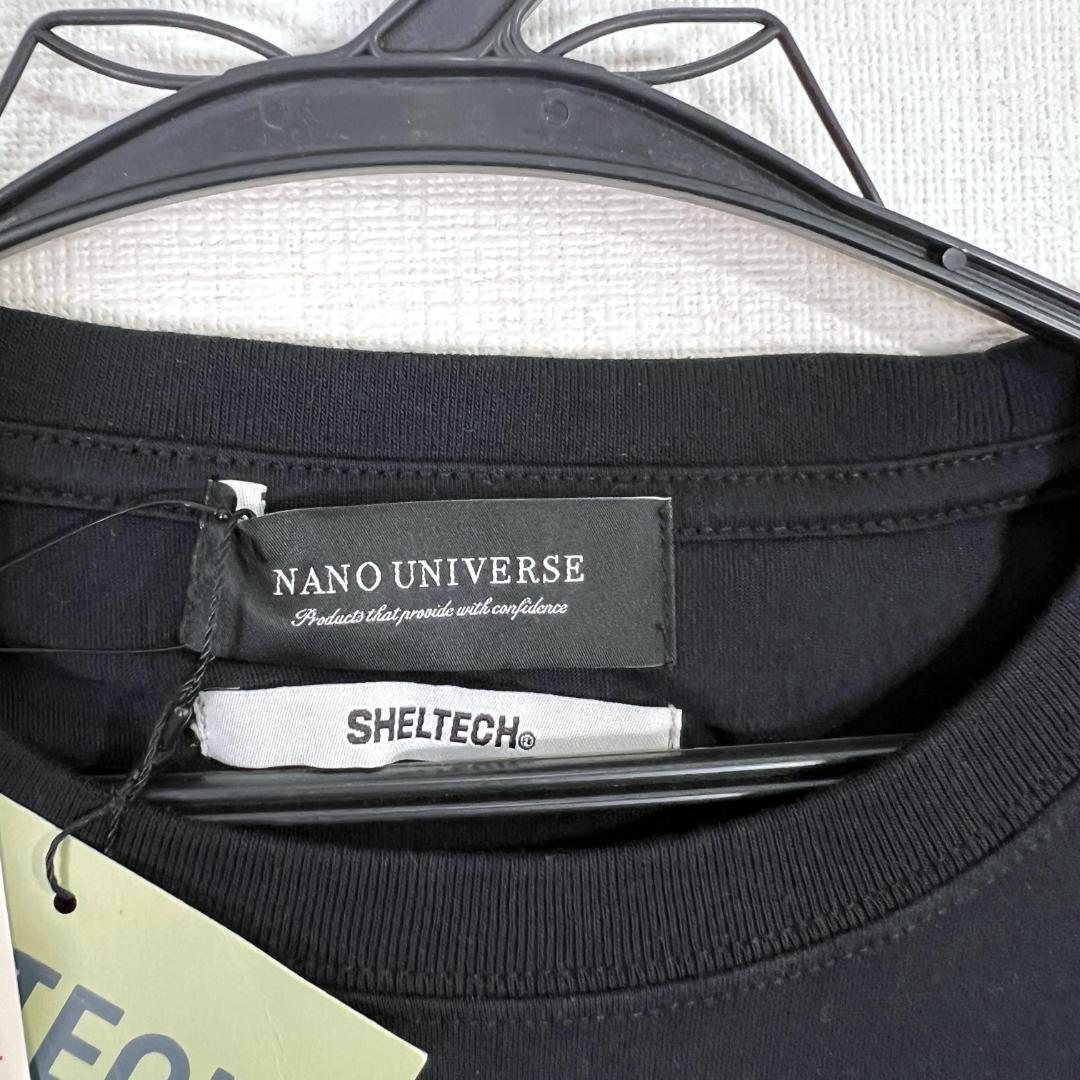 NANO UNIVERSE
Products that provide with confidence
SHELTECH®